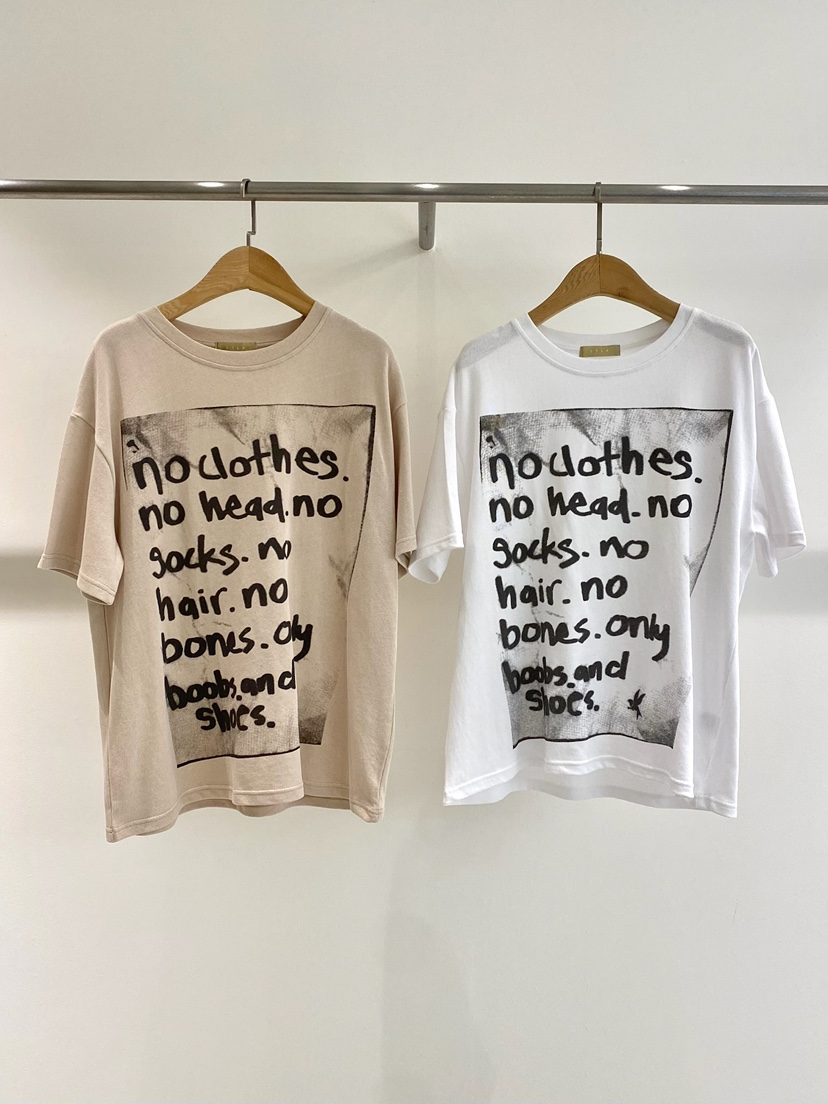 no clothes.
no head. no
socks. no
hair. no
bones. only
boobs. and
shoes.
no clothes.
no head. no
socks. no
hair. no
bones. only
boobs. and
shoes.